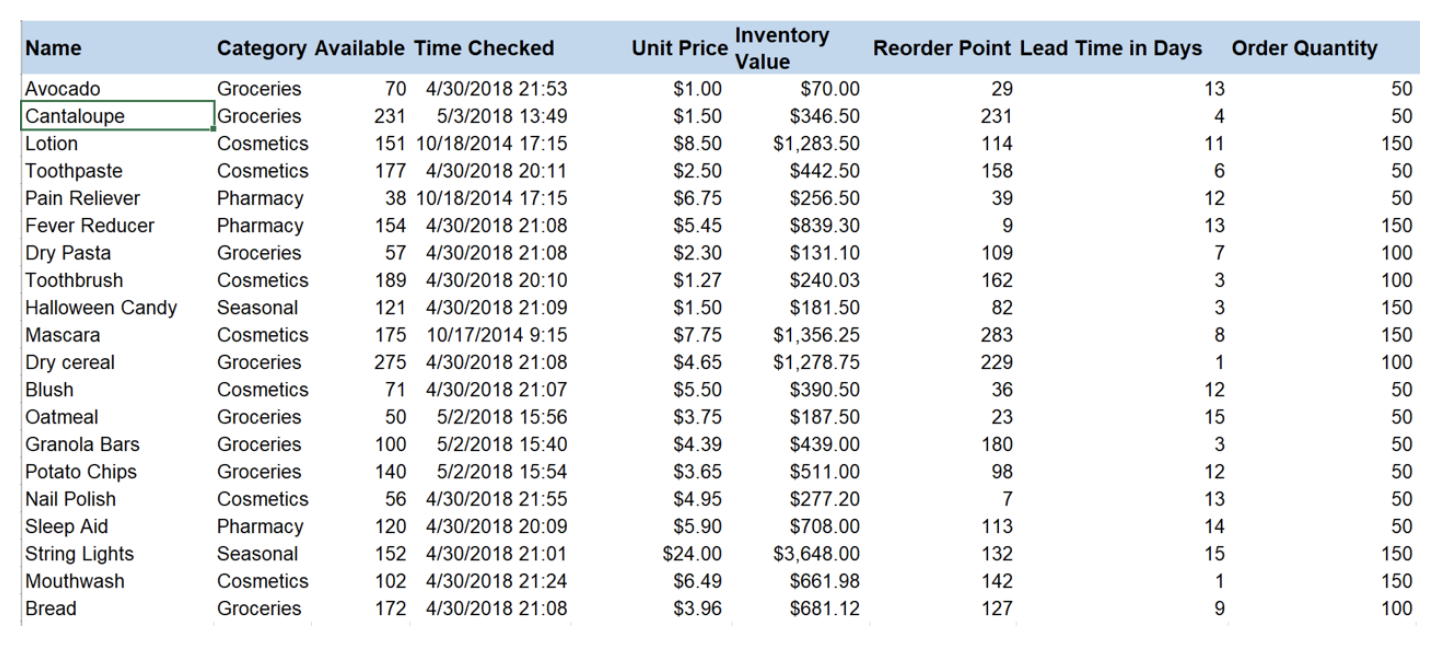 Name Category Available Time Checked Unit Price Inventory Value Reorder Point Lead Time in Days Order Quantity
Avocado Groceries 70 4/30/2018 21:53 $1.00 $70.00 29 13 50
Cantaloupe Groceries 231 5/3/2018 13:49 $1.50 $346.50 231 4 50
Lotion Cosmetics 151 10/18/2014 17:15 $8.50 $1,283.50 114 11 150
Toothpaste Cosmetics 177 4/30/2018 20:11 $2.50 $442.50 158 6 50
Pain Reliever Pharmacy 38 10/18/2014 17:15 $6.75 $256.50 39 12 50
Fever Reducer Pharmacy 154 4/30/2018 21:08 $5.45 $839.30 9 13 150
Dry Pasta Groceries 57 4/30/2018 21:08 $2.30 $131.10 109 7 100
Toothbrush Cosmetics 189 4/30/2018 20:10 $1.27 $240.03 162 3 100
Halloween Candy Seasonal 121 4/30/2018 21:09 $1.50 $181.50 82 3 150
Mascara Cosmetics 175 10/17/2014 9:15 $7.75 $1,356.25 283 8 150
Dry cereal Groceries 275 4/30/2018 21:08 $4.65 $1,278.75 229 1 100
Blush Cosmetics 71 4/30/2018 21:07 $5.50 $390.50 36 12 50
Oatmeal Groceries 50 5/2/2018 15:56 $3.75 $187.50 23 15 50
Granola Bars Groceries 100 5/2/2018 15:40 $4.39 $439.00 180 3 50
Potato Chips Groceries 140 5/2/2018 15:54 $3.65 $511.00 98 12 50
Nail Polish Cosmetics 56 4/30/2018 21:55 $4.95 $277.20 7 13 50
Sleep Aid Pharmacy 120 4/30/2018 20:09 $5.90 $708.00 113 14 50
String Lights Seasonal 152 4/30/2018 21:01 $24.00 $3,648.00 132 15 150
Mouthwash Cosmetics 102 4/30/2018 21:24 $6.49 $661.98 142 1 150
Bread Groceries 172 4/30/2018 21:08 $3.96 $681.12 127 9 100